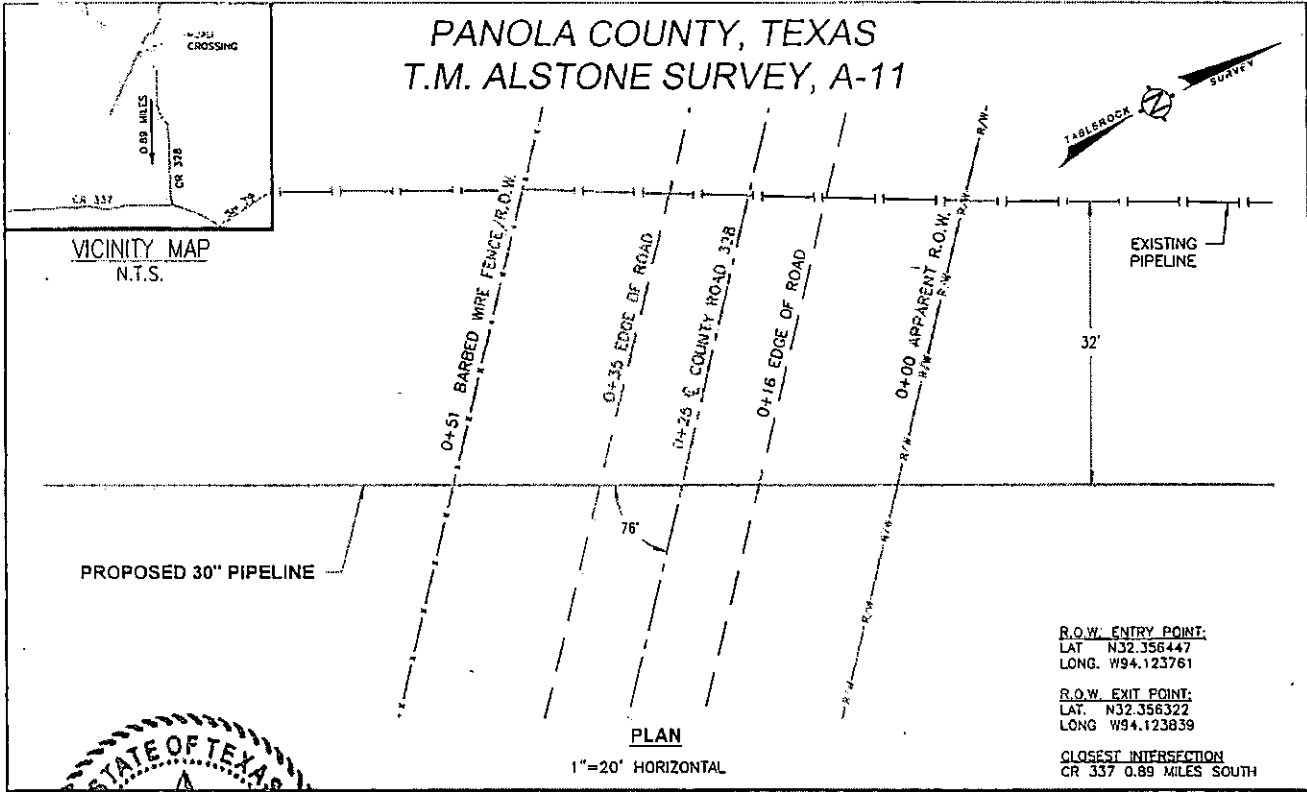 PANOLA COUNTY, TEXAS
T.M. ALSTONE SURVEY, A-11
CROSSING
0.89 MILES
CR 328
CR 337
VICINITY MAP
N.T.S.
TABLEROCK N SURVEY
0+51 BARBED WIRE FENCE/R.O.W.
0+35 EDGE OF ROAD
0+25 ℄ COUNTY ROAD 328
0+16 EDGE OF ROAD
0+00 APPARENT R.O.W.
R/W
R/W
R/W
R/W
R/W
R/W
R/W
R/W
R/W
R/W
EXISTING
PIPELINE
32'
76°
PROPOSED 30" PIPELINE
R.O.W. ENTRY POINT:
LAT N32.356447
LONG. W94.123761
R.O.W. EXIT POINT:
LAT. N32.356322
LONG W94.123839
CLOSEST INTERSECTION
CR 337 0.89 MILES SOUTH
PLAN
1"=20' HORIZONTAL
STATE OF TEXAS